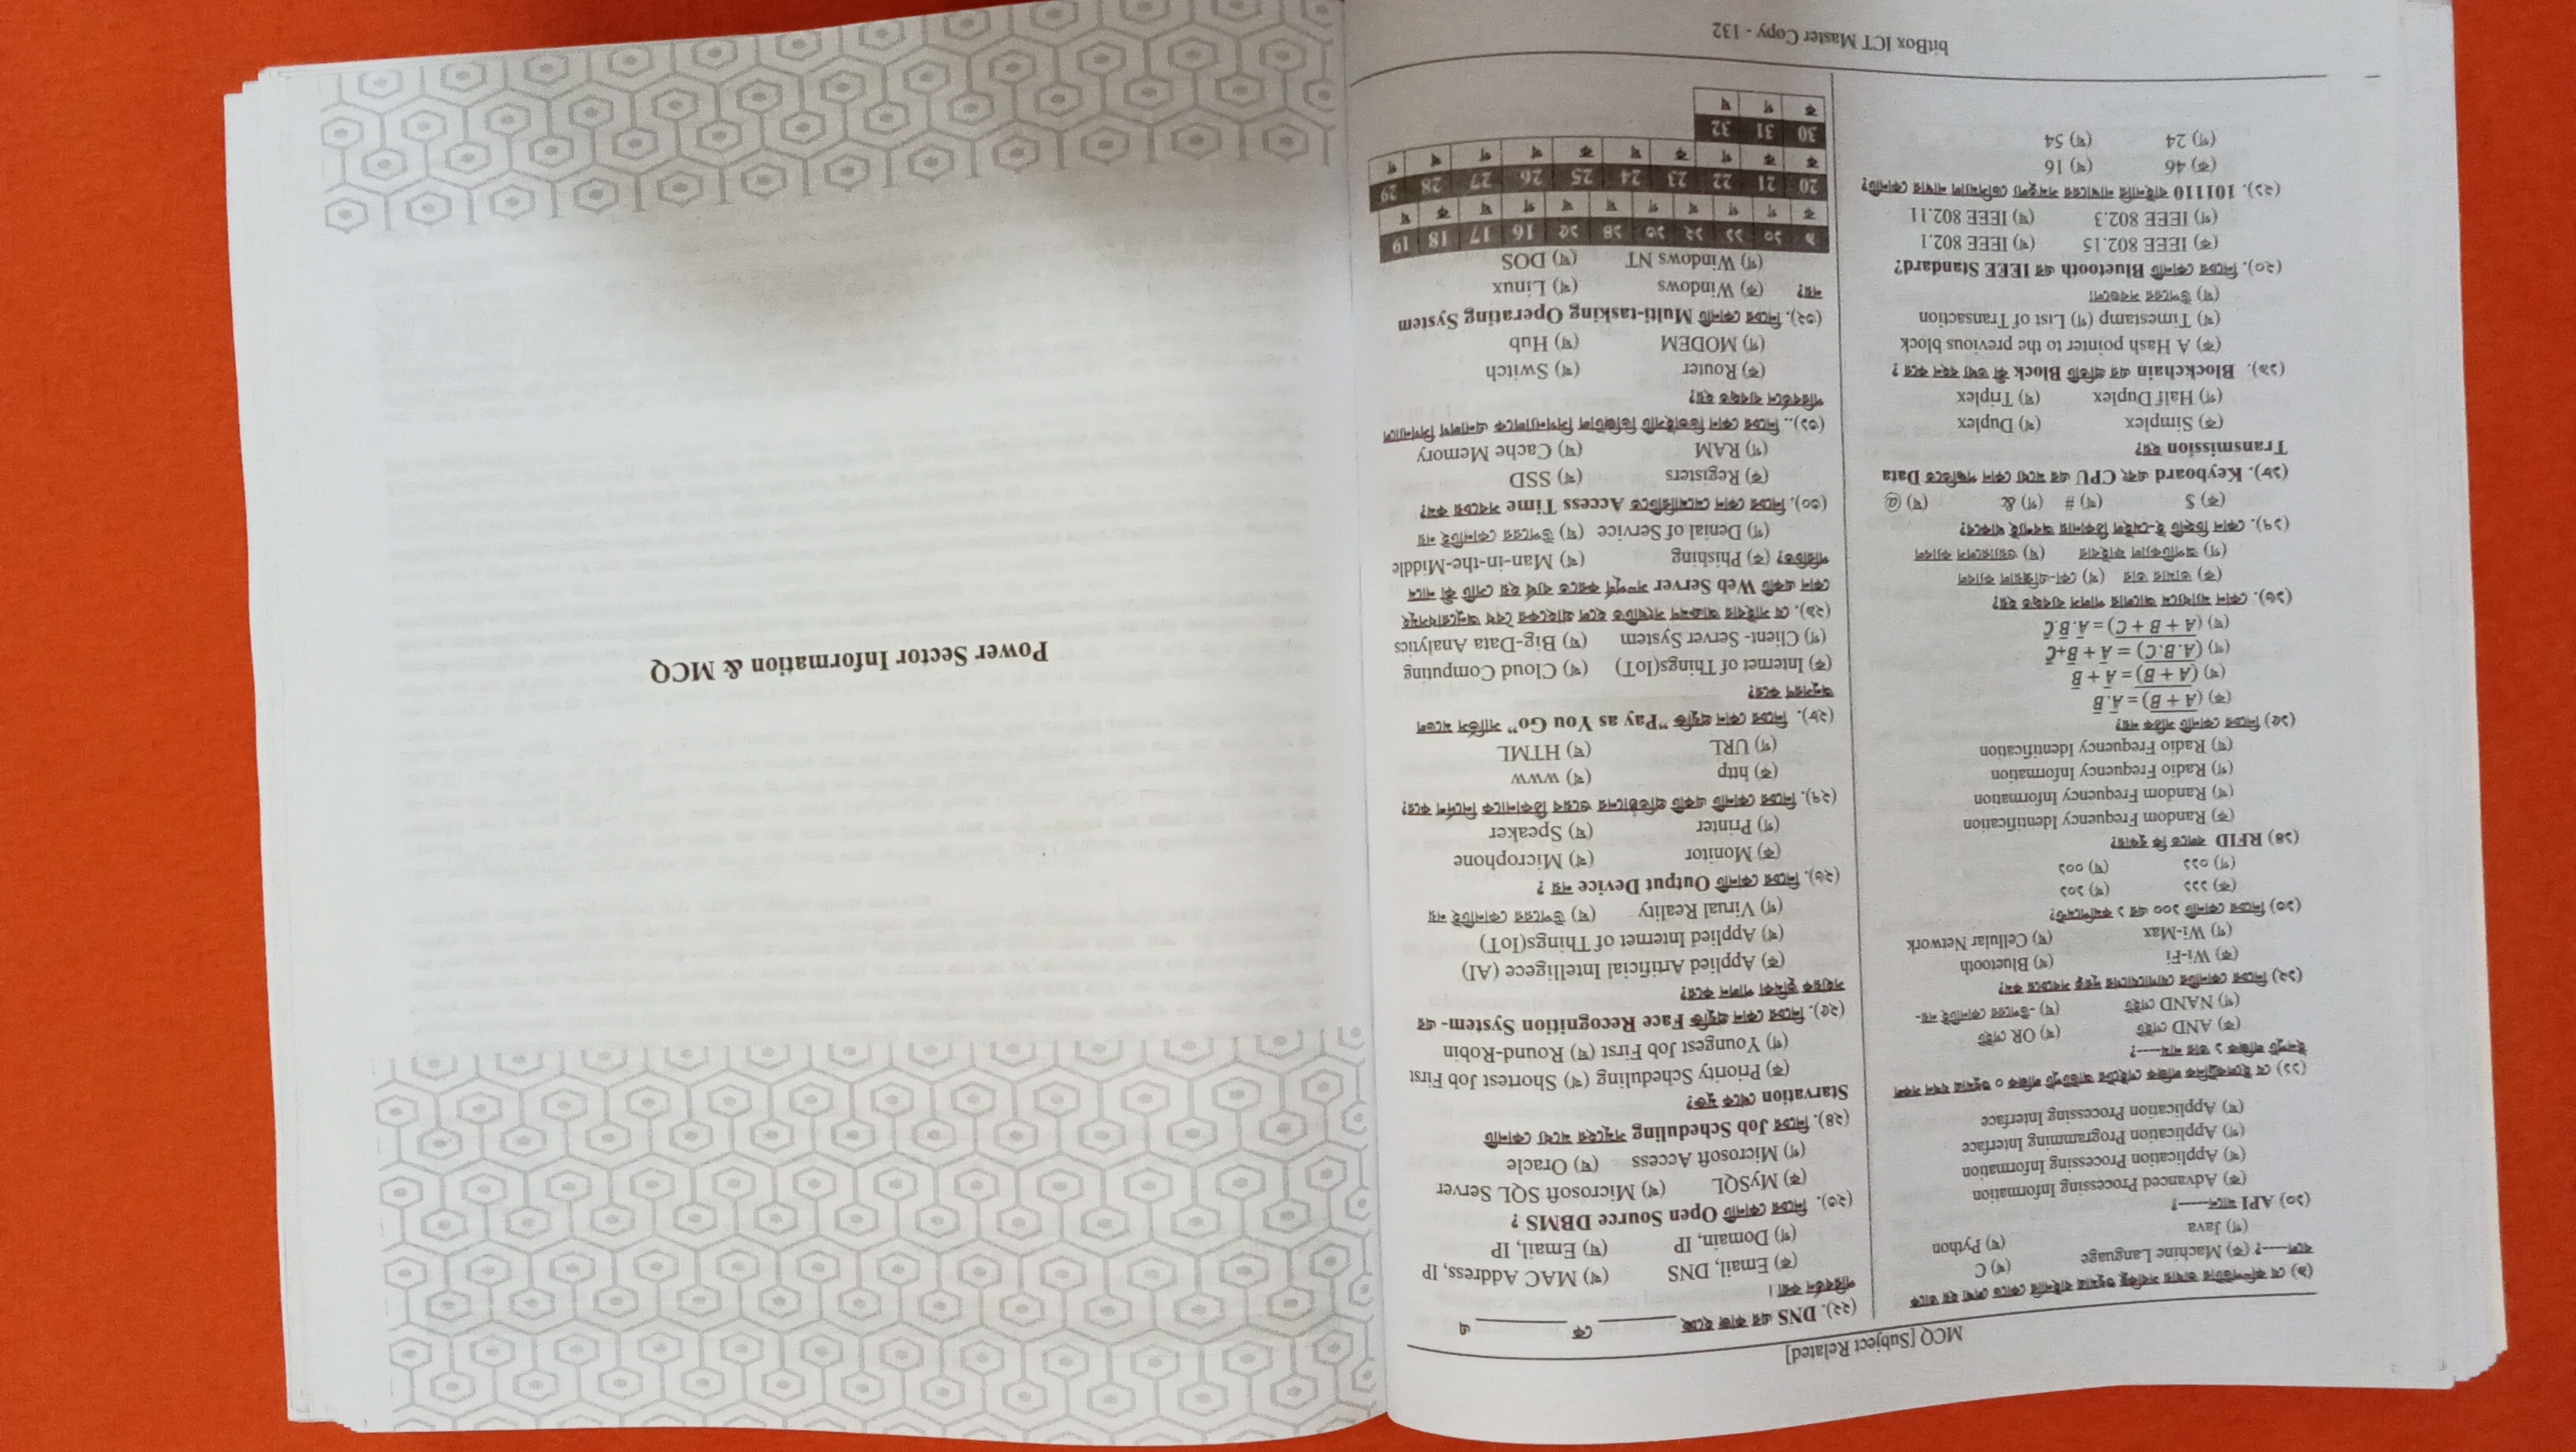 MCQ [Subject Related]
(৯) যে কম্পিউটার ভাষায় সবকিছু শুধুমাত্র বাইনারি কোডে লেখা হয় তাকে
বলে----? (ক) Machine Language (খ) C
(গ) Java (ঘ) Python
(১০) API মানে----?
(ক) Advanced Processing Information
(খ) Application Processing Information
(গ) Application Programming Interface
(ঘ) Application Processing Interface
(১১) যে ইলেকট্রনিক লজিক গেইটের আউটপুট লজিক ০ শুধুমাত্র যখন সকল
ইনপুট লজিক ১ তার নাম----?
(ক) AND গেইট (খ) OR গেইট
(গ) NAND গেইট (ঘ) -উপরের কোনটিই নয়-
(১২) নিচের কোনটির যোগাযোগের দূরত্ব সবচেয়ে কম?
(ক) Wi-Fi (খ) Bluetooth
(গ) Wi-Max (ঘ) Cellular Network
(১৩) নিচের কোনটি ১০০ এর ১ কমপ্লিমেন্ট?
(ক) ১১১ (খ) ১০১
(গ) ০১১ (ঘ) ০০১
(১৪) RFID বলতে কি বুঝায়?
(ক) Random Frequency Identification
(খ) Random Frequency Information
(গ) Radio Frequency Information
(ঘ) Radio Frequency Identification
(১৫) নিচের কোনটি সঠিক নয়?
(ক) (A̅ ̅+̅ ̅B̅) = A̅.B̅
(খ) (A̅ ̅+̅ ̅B̅) = A̅ + B̅
(গ) (A̅.̅B̅.̅C̅) = A̅ + B̅+C̅
(ঘ) (A̅ ̅+̅ ̅B̅ ̅+̅ ̅C̅) = A̅.B̅.C̅
(১৬). কোন মাধ্যমে আলোর পালস ব্যবহৃত হয়?
(ক) তামার তার (খ) কো-এক্সিয়াল ক্যাবল
(গ) অপটিক্যাল ফাইবার (ঘ) ওয়্যারলেস ক্যাবল
(১৭). কোন চিহ্নটি ই-মেইল ঠিকানায় অবশ্যই থাকবে?
(ক) $ (খ) # (গ) & (ঘ) @
(১৮). Keyboard এবং CPU এর মধ্যে কোন পদ্ধতিতে Data
Transmission হয়?
(ক) Simplex (খ) Duplex
(গ) Half Duplex (ঘ) Triplex
(১৯). Blockchain এর প্রতিটি Block কী তথ্য বহন করে ?
(ক) A Hash pointer to the previous block
(খ) Timestamp (গ) List of Transaction
(ঘ) উপরের সবগুলো
(২০). নিচের কোনটি Bluetooth এর IEEE Standard?
(ক) IEEE 802.15 (খ) IEEE 802.1
(গ) IEEE 802.3 (ঘ) IEEE 802.11
(২১). 101110 বাইনারি নাম্বারের সমতুল্য ডেসিম্যাল নাম্বার কোনটি?
(ক) 46 (খ) 16
(গ) 24 (ঘ) 54
(২২). DNS এর কাজ হচ্ছে ________ কে _________ এ
পরিবর্তন করা।
(ক) Email, DNS (খ) MAC Address, IP
(গ) Domain, IP (ঘ) Email, IP
(২৩). নিচের কোনটি Open Source DBMS ?
(ক) MySQL (খ) Microsoft SQL Server
(গ) Microsoft Access (ঘ) Oracle
(২৪). নিচের Job Scheduling সমূহের মধ্যে কোনটি
Starvation থেকে মুক্ত?
(ক) Priority Scheduling (খ) Shortest Job First
(গ) Youngest Job First (ঘ) Round-Robin
(২৫). নিচের কোন প্রযুক্তি Face Recognition System- এর
সহায়ক ভূমিকা পালন করে?
(ক) Applied Artificial Intelligece (AI)
(খ) Applied Internet of Things(IoT)
(গ) Virual Reality (ঘ) উপরের কোনটিই নয়
(২৬). নিচের কোনটি Output Device নয় ?
(ক) Monitor (খ) Microphone
(গ) Printer (ঘ) Speaker
(২৭). নিচের কোনটি একটি প্রতিষ্ঠানের ওয়েব ঠিকানাকে নির্দেশ করে?
(ক) http (খ) www
(গ) URL (ঘ) HTML
(২৮). নিচের কোন প্রযুক্তি ”Pay as You Go” সার্ভিস মডেল
অনুসরণ করে?
(ক) Internet of Things(IoT) (খ) Cloud Computing
(গ) Client- Server System (ঘ) Big-Data Analytics
(২৯). যে সাইবার আক্রমণ সংঘটিত হলে গ্রাহকের বৈধ অনুরোধসমূহ
কোন একটি Web Server সম্পূর্ণ করতে ব্যর্থ হয় সেটি কী নামে
পরিচিত? (ক) Phishing (খ) Man-in-the-Middle
(গ) Denial of Service (ঘ) উপরের কোনটিই নয়
(৩০). নিচের কোন মেমোরিটিতে Access Time সবচেয়ে কম?
(ক) Registers (খ) SSD
(গ) RAM (ঘ) Cache Memory
(৩১).. নিচের কোন ডিভাইসটি ডিজিটাল সিগন্যালকে এনালগ সিগন্যালে
পরিবর্তনে ব্যবহৃত হয়?
(ক) Router (খ) Switch
(গ) MODEM (ঘ) Hub
(৩২). নিচের কোনটি Multi-tasking Operating System
নয়? (ক) Windows (খ) Linux
(গ) Windows NT (ঘ) DOS
৯ ১০ ১১ ১২ ১৩ ১৪ ১৫ 16 17 18 19
ক গ গ খ গ ঘ খ গ ঘ ক ঘ
20 21 22 23 24 25 26 27 28 29
ক ক গ ক ঘ ক খ গ খ গ
30 31 32
ক গ ঘ
bitBox ICT Master Copy - 132
Power Sector Information & MCQ